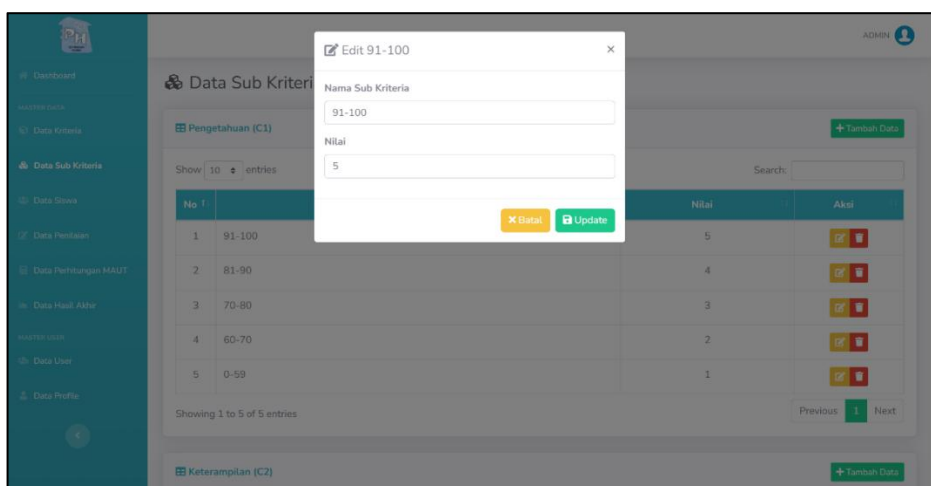 PH
ADMIN
Edit 91-100 ×
Dashboard
Data Sub Kriteri
Nama Sub Kriteria
MASTER DATA
91-100
Data Kriteria
Pengetahuan (C1)
+ Tambah Data
Nilai
Data Sub Kriteria
Show 10 entries
5
Search:
Data Siswa
No Nilai Aksi
Batal Update
Data Penilaian
1 91-100 5
Data Perhitungan MAUT
2 81-90 4
Data Hasil Akhir
3 70-80 3
MASTER USER
4 60-70 2
Data User
5 0-59 1
Data Profile
Showing 1 to 5 of 5 entries
Previous 1 Next
Keterampilan (C2)
+ Tambah Data